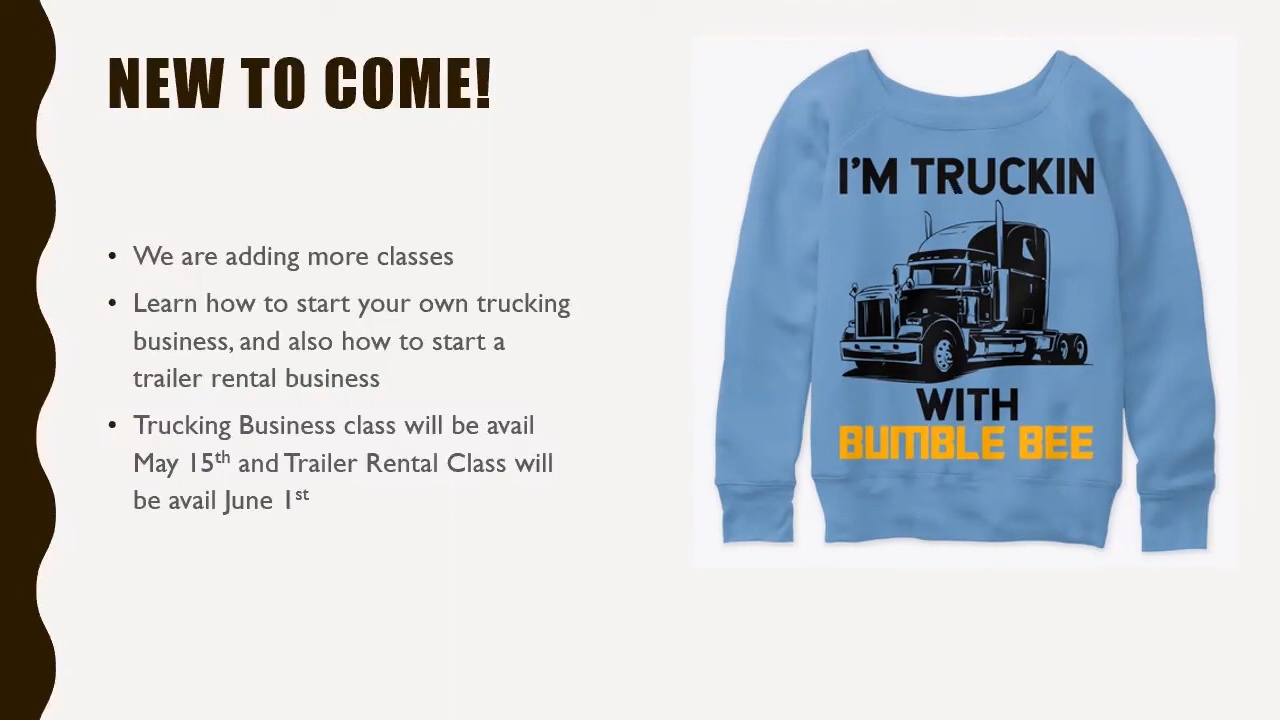 NEW TO COME!
• We are adding more classes
• Learn how to start your own trucking
business, and also how to start a
trailer rental business
• Trucking Business class will be avail
May 15th and Trailer Rental Class will
be avail June 1st
I'M TRUCKIN
WITH
BUMBLE BEE